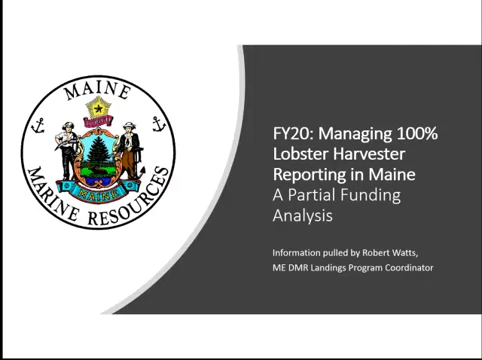 MAINE
MARINE RESOURCES
MAINE
FY20: Managing 100%
Lobster Harvester
Reporting in Maine
A Partial Funding
Analysis
Information pulled by Robert Watts,
ME DMR Landings Program Coordinator